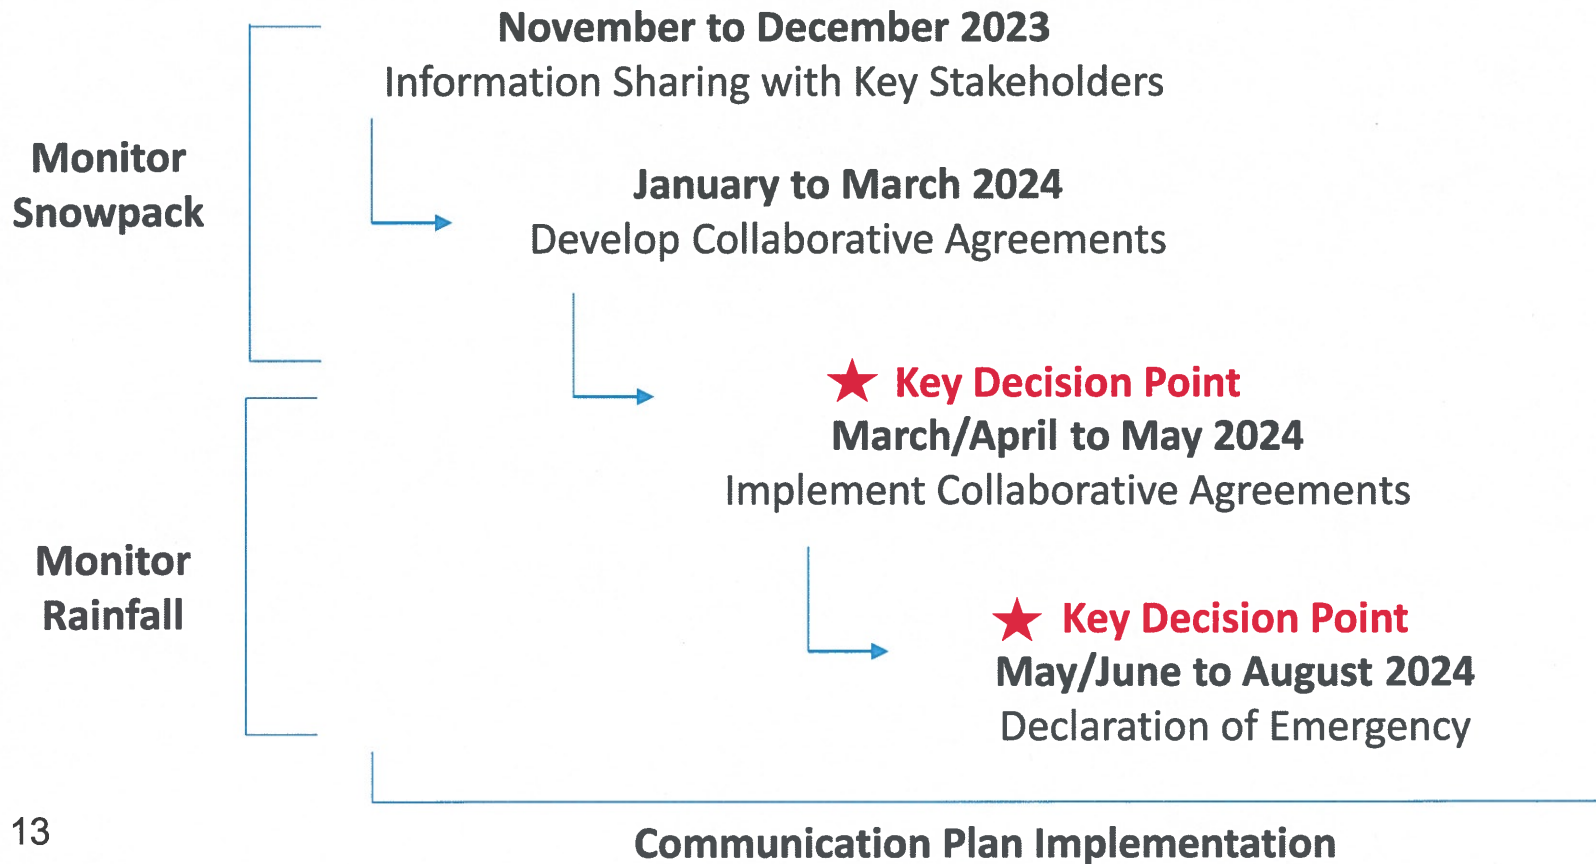 November to December 2023
Information Sharing with Key Stakeholders
Monitor
Snowpack
January to March 2024
Develop Collaborative Agreements
Key Decision Point
March/April to May 2024
Implement Collaborative Agreements
Monitor
Rainfall
Key Decision Point
May/June to August 2024
Declaration of Emergency
13
Communication Plan Implementation